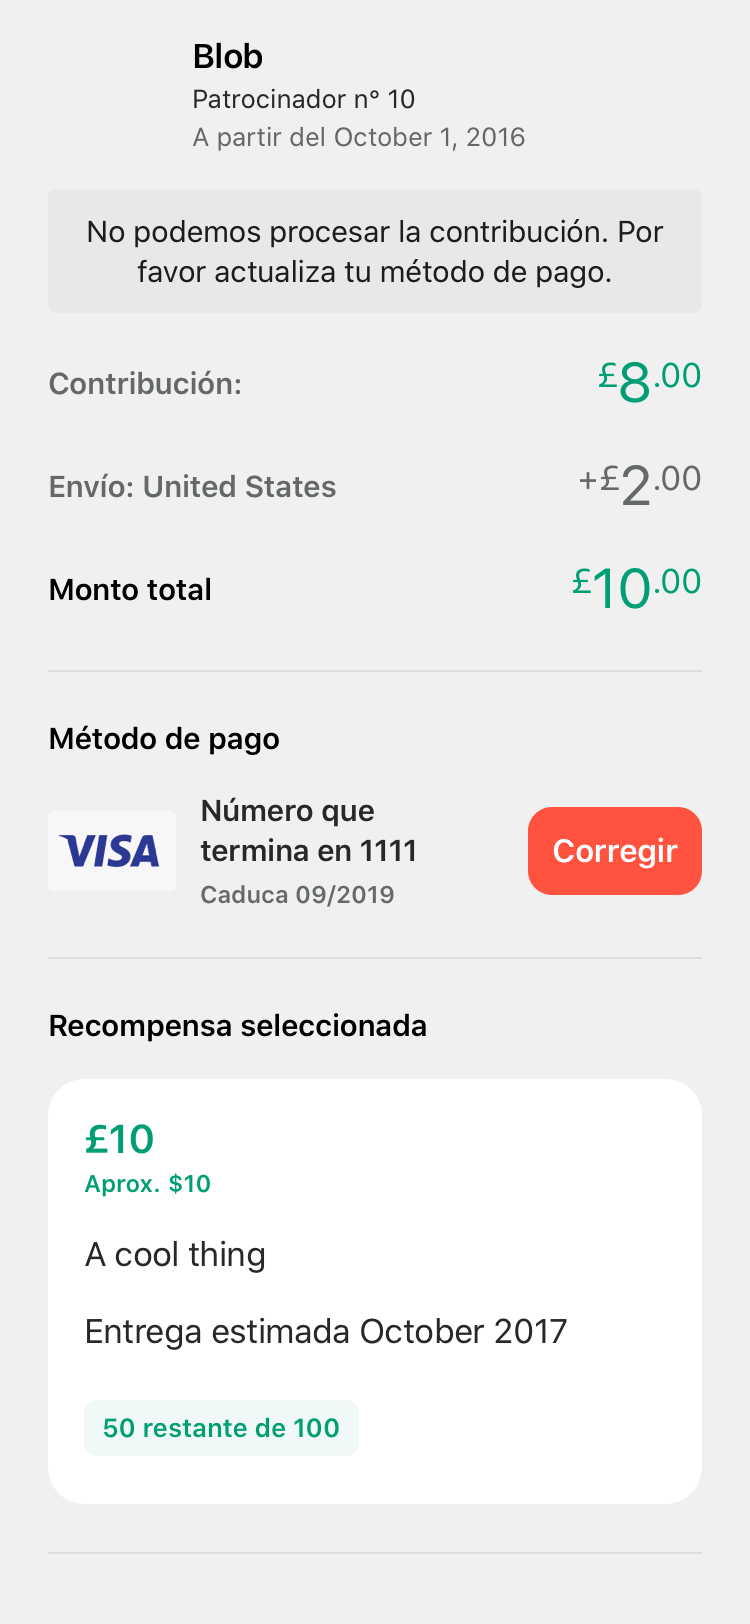 Blob
Patrocinador n° 10
A partir del October 1, 2016
No podemos procesar la contribución. Por
favor actualiza tu método de pago.
Contribución:
£8.00
Envío: United States
+£2.00
Monto total
£10.00
Método de pago
VISA
Número que
termina en 1111
Caduca 09/2019
Corregir
Recompensa seleccionada
£10
Aprox. $10
A cool thing
Entrega estimada October 2017
50 restante de 100